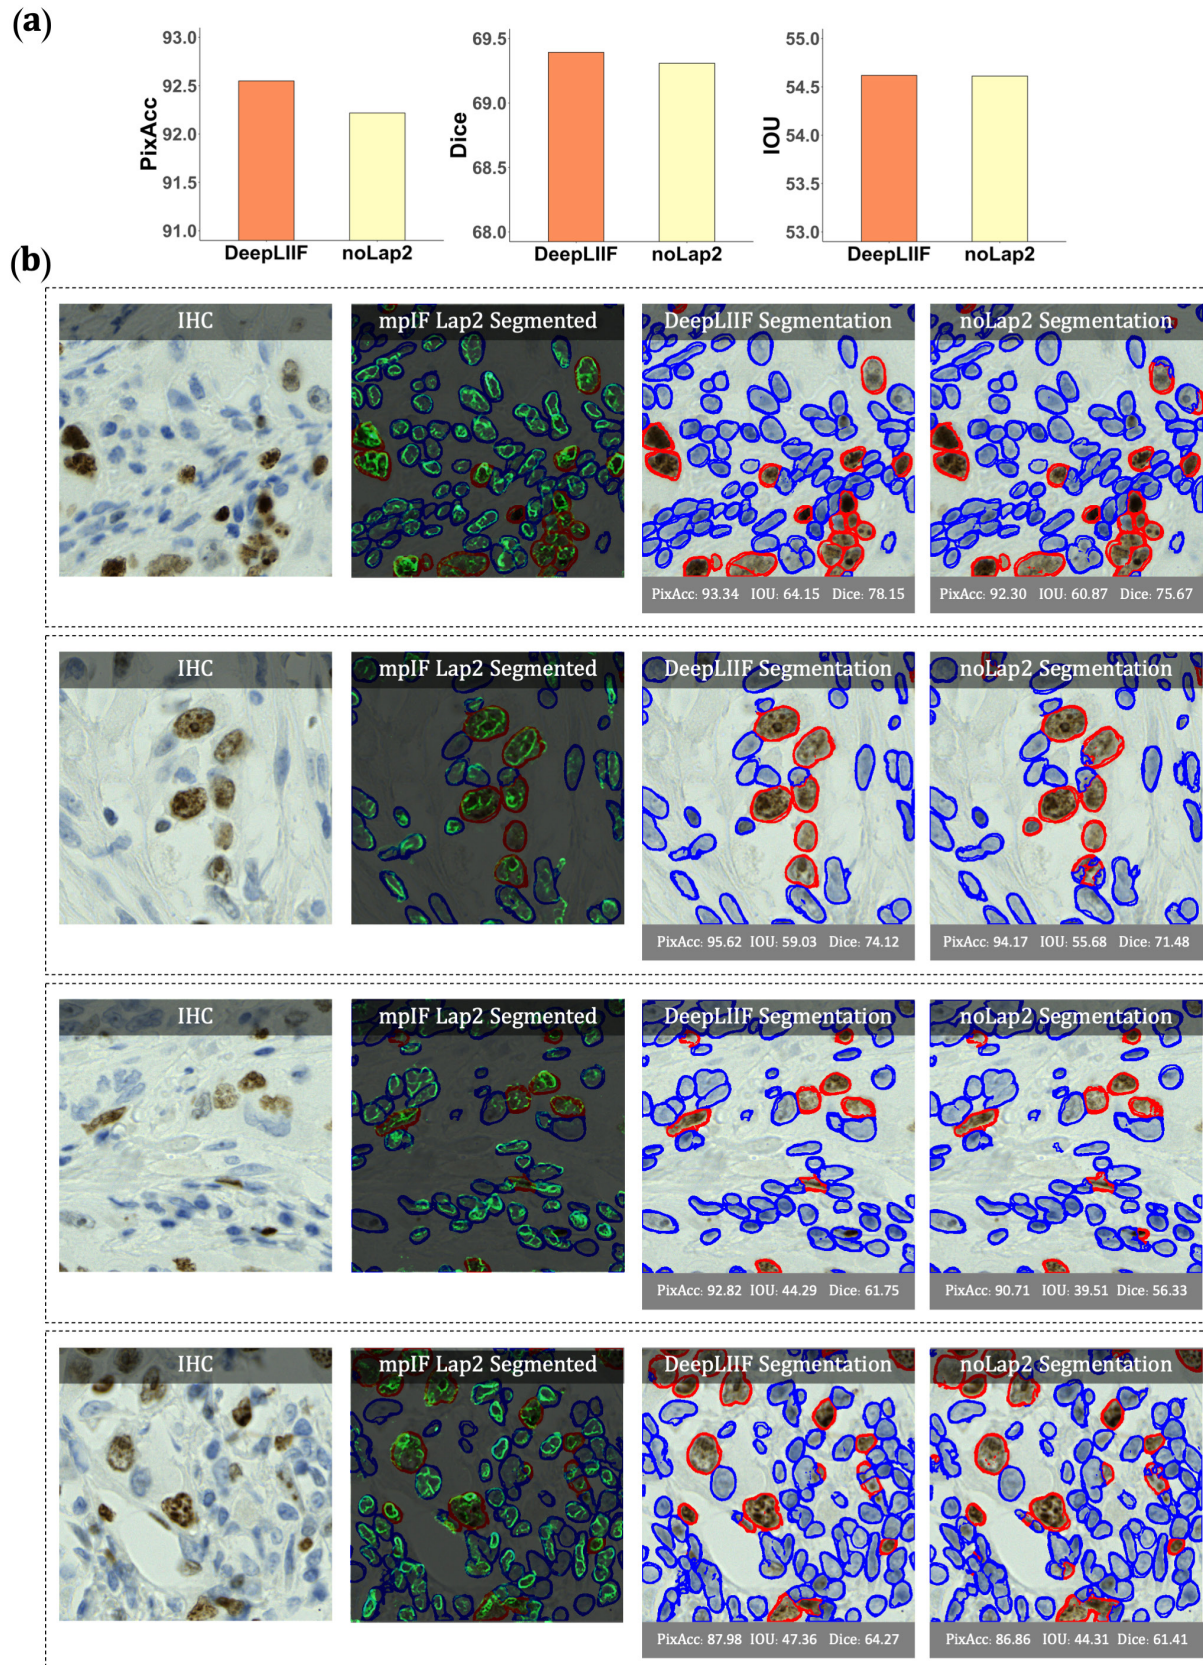 (a)
93.0
92.5
92.0
91.5
91.0
PixAcc
DeepLIIF noLap2
69.5
69.0
68.5
68.0
Dice
DeepLIIF noLap2
55.0
54.5
54.0
53.5
53.0
IOU
DeepLIIF noLap2
(b)
IHC mpIF Lap2 Segmented DeepLIIF Segmentation noLap2 Segmentation
PixAcc: 93.34 IOU: 64.15 Dice: 78.15 PixAcc: 92.30 IOU: 60.87 Dice: 75.67
IHC mpIF Lap2 Segmented DeepLIIF Segmentation noLap2 Segmentation
PixAcc: 95.62 IOU: 59.03 Dice: 74.12 PixAcc: 94.17 IOU: 55.68 Dice: 71.48
IHC mpIF Lap2 Segmented DeepLIIF Segmentation noLap2 Segmentation
PixAcc: 92.82 IOU: 44.29 Dice: 61.75 PixAcc: 90.71 IOU: 39.51 Dice: 56.33
IHC mpIF Lap2 Segmented DeepLIIF Segmentation noLap2 Segmentation
PixAcc: 87.98 IOU: 47.36 Dice: 64.27 PixAcc: 86.86 IOU: 44.31 Dice: 61.41